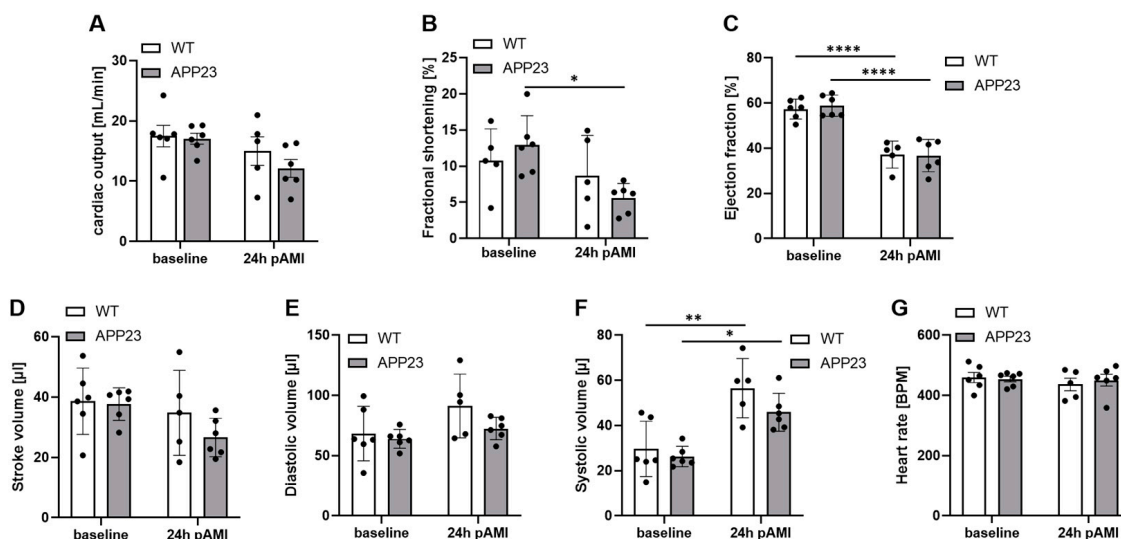 A
WT
APP23
cardiac output [mL/min]
30
20
10
0
baseline
24h pAMI
B
WT
APP23
Fractional shortening [%]
25
20
15
10
5
0
*
baseline
24h pAMI
C
WT
APP23
Ejection fraction [%]
80
60
40
20
0
****
****
baseline
24h pAMI
D
WT
APP23
Stroke volume [µl]
60
40
20
0
baseline
24h pAMI
E
WT
APP23
Diastolic volume [µl]
150
100
50
0
baseline
24h pAMI
F
WT
APP23
Systolic volume [µl]
80
60
40
20
0
**
*
baseline
24h pAMI
G
WT
APP23
Heart rate [BPM]
600
400
200
0
baseline
24h pAMI